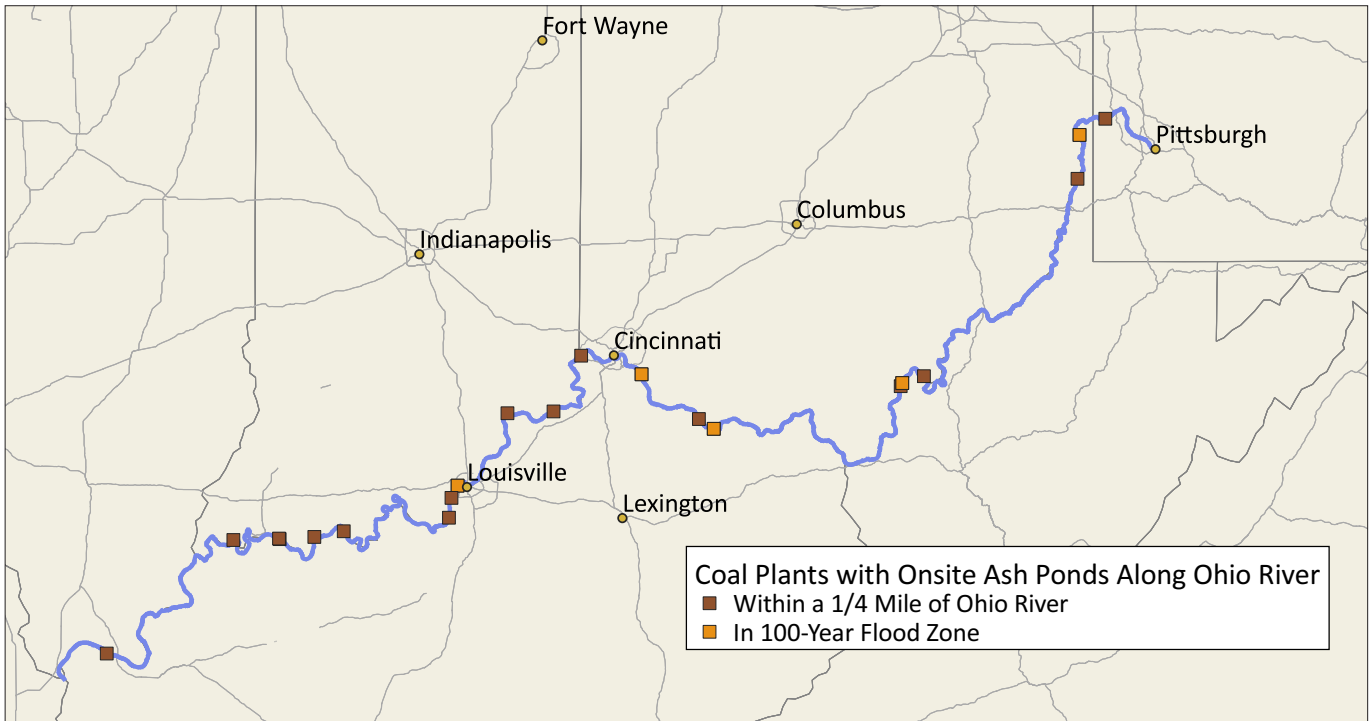 Fort Wayne
Pittsburgh
Columbus
Indianapolis
Cincinnati
Louisville
Lexington
Coal Plants with Onsite Ash Ponds Along Ohio River
Within a 1/4 Mile of Ohio River
In 100-Year Flood Zone